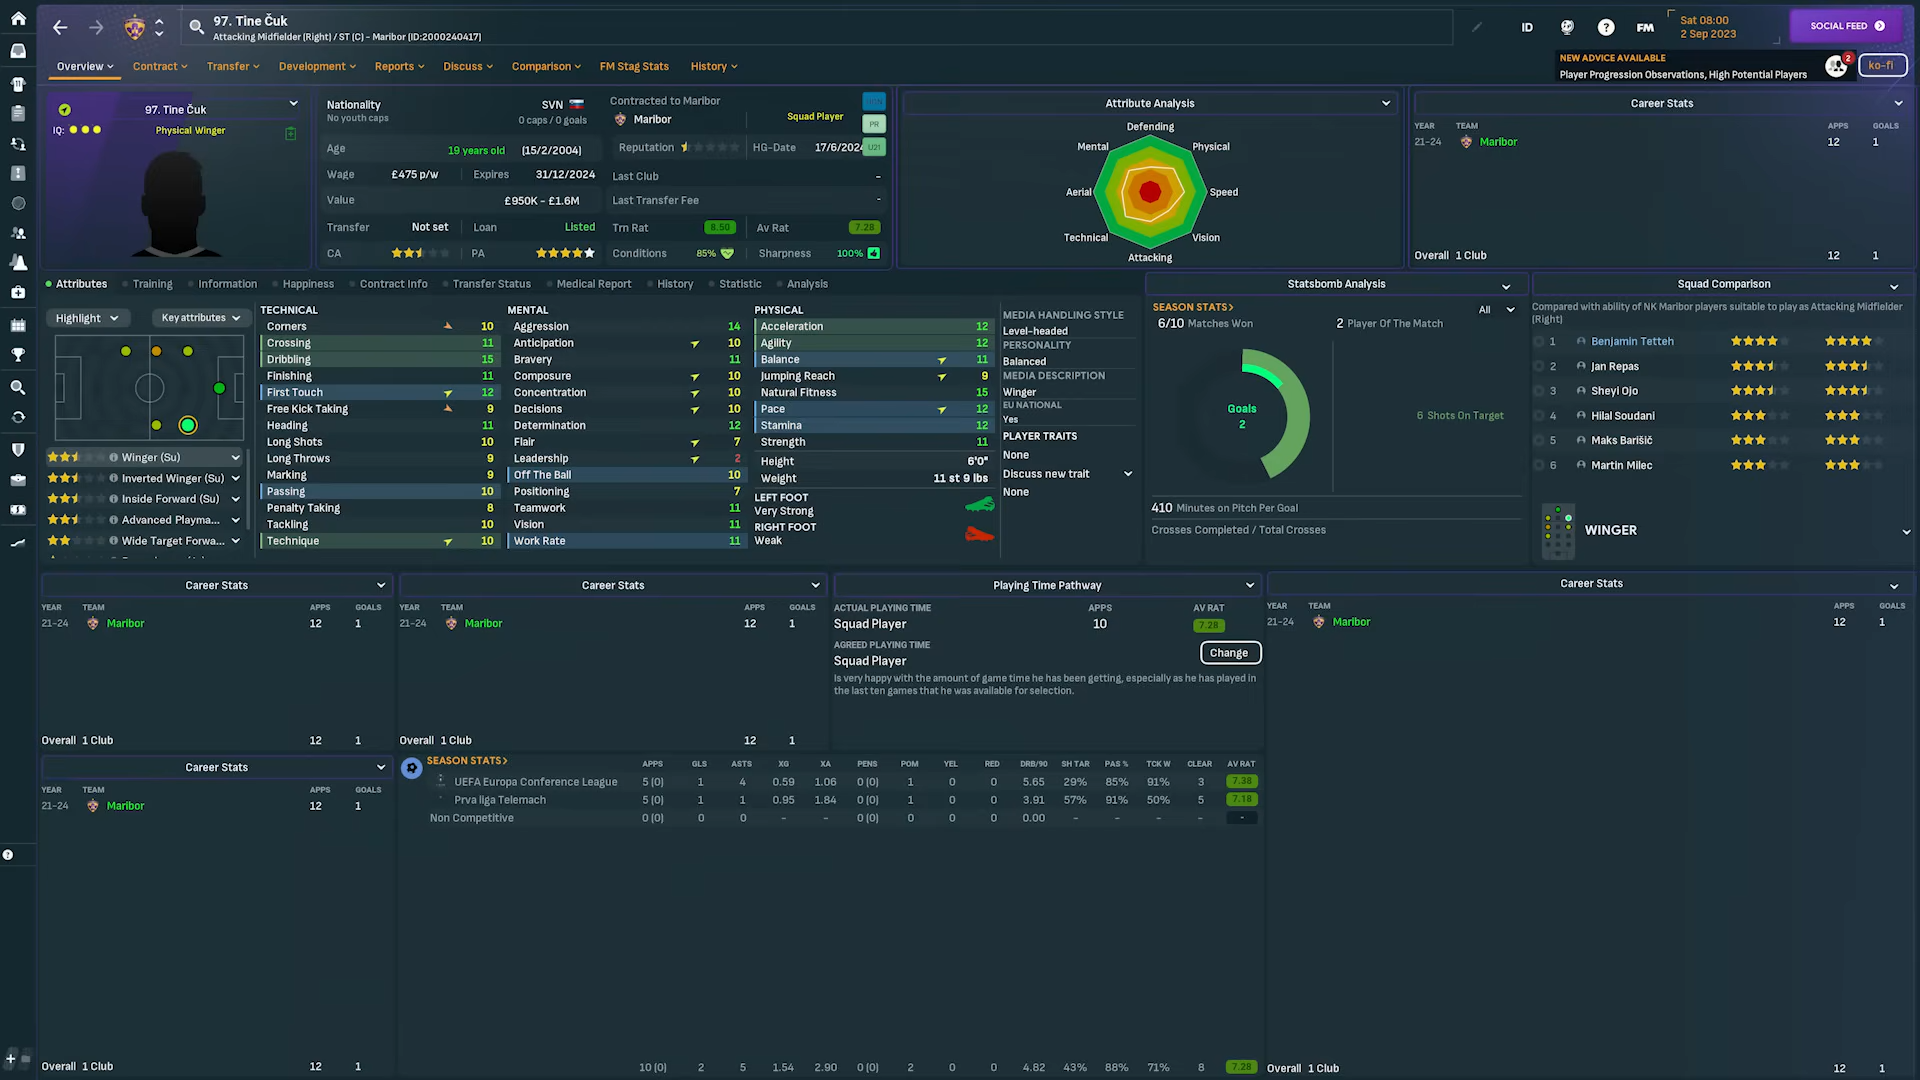 97. Tine Čuk
Attacking Midfielder (Right) / ST (C) - Maribor (ID:2000240417)
ID
FM
Sat 08:00
2 Sep 2023
SOCIAL FEED
Overview
Contract
Transfer
Development
Reports
Discuss
Comparison
FM Stag Stats
History
NEW ADVICE AVAILABLE
Player Progression Observations, High Potential Players
2
ko-fi
97. Tine Čuk
IQ:
Physical Winger
Nationality SVN
No youth caps 0 caps / 0 goals
Age 19 years old (15/2/2004)
Wage £475 p/w Expires 31/12/2024
Value £950K - £1.6M
Transfer Not set Loan Listed
CA PA
Contracted to Maribor
Maribor Squad Player
PR
Reputation HG-Date 17/6/2024
U21
Last Club -
Last Transfer Fee -
Trn Rat 8.50 Av Rat 7.28
Conditions 85% Sharpness 100%
Attribute Analysis
Defending
Mental Physical
Aerial Speed
Technical Vision
Attacking
Career Stats
YEAR TEAM APPS GOALS
21-24 Maribor 12 1
Overall 1 Club 12 1
Attributes
Training
Information
Happiness
Contract Info
Transfer Status
Medical Report
History
Statistic
Analysis
Highlight Key attributes
Winger (Su)
Inverted Winger (Su)
Inside Forward (Su)
Advanced Playma...
Wide Target Forwa...
TECHNICAL
Corners 10
Crossing 11
Dribbling 15
Finishing 11
First Touch 12
Free Kick Taking 9
Heading 11
Long Shots 10
Long Throws 9
Marking 9
Passing 10
Penalty Taking 8
Tackling 10
Technique 10
MENTAL
Aggression 14
Anticipation 10
Bravery 11
Composure 10
Concentration 10
Decisions 10
Determination 12
Flair 7
Leadership 2
Off The Ball 10
Positioning 7
Teamwork 11
Vision 11
Work Rate 11
PHYSICAL
Acceleration 12
Agility 12
Balance 11
Jumping Reach 9
Natural Fitness 15
Pace 12
Stamina 12
Strength 11
Height 6'0"
Weight 11 st 9 lbs
LEFT FOOT
Very Strong
RIGHT FOOT
Weak
MEDIA HANDLING STYLE
Level-headed
PERSONALITY
Balanced
MEDIA DESCRIPTION
Winger
EU NATIONAL
Yes
PLAYER TRAITS
None
Discuss new trait
None
Statsbomb Analysis
SEASON STATS> All
6/10 Matches Won 2 Player Of The Match
Goals
2
6 Shots On Target
410 Minutes on Pitch Per Goal
Crosses Completed / Total Crosses
Squad Comparison
Compared with ability of NK Maribor players suitable to play as Attacking Midfielder
(Right)
1 Benjamin Tetteh
2 Jan Repas
3 Sheyi Ojo
4 Hilal Soudani
5 Maks Barišič
6 Martin Milec
WINGER
Career Stats
YEAR TEAM APPS GOALS
21-24 Maribor 12 1
Overall 1 Club 12 1
Career Stats
YEAR TEAM APPS GOALS
21-24 Maribor 12 1
Overall 1 Club 12 1
Playing Time Pathway
ACTUAL PLAYING TIME APPS AV RAT
Squad Player 10 7.28
AGREED PLAYING TIME
Squad Player
Change
Is very happy with the amount of game time he has been getting, especially as he has played in
the last ten games that he was available for selection.
Career Stats
YEAR TEAM APPS GOALS
21-24 Maribor 12 1
Overall 1 Club 12 1
Career Stats
YEAR TEAM APPS GOALS
21-24 Maribor 12 1
Overall 1 Club 12 1
SEASON STATS> APPS GLS ASTS XG XA PENS POM YEL RED DRB/90 SH TAR PAS % TCK W CLEAR AV RAT
UEFA Europa Conference League 5 (0) 1 4 0.59 1.06 0 (0) 1 0 0 5.65 29% 85% 91% 3 7.38
Prva liga Telemach 5 (0) 1 1 0.95 1.84 0 (0) 1 0 0 3.91 57% 91% 50% 5 7.18
Non Competitive 0 (0) 0 0 - - 0 (0) 0 0 0 0.00 - - - - -
10 (0) 2 5 1.54 2.90 0 (0) 2 0 0 4.82 43% 88% 71% 8 7.28